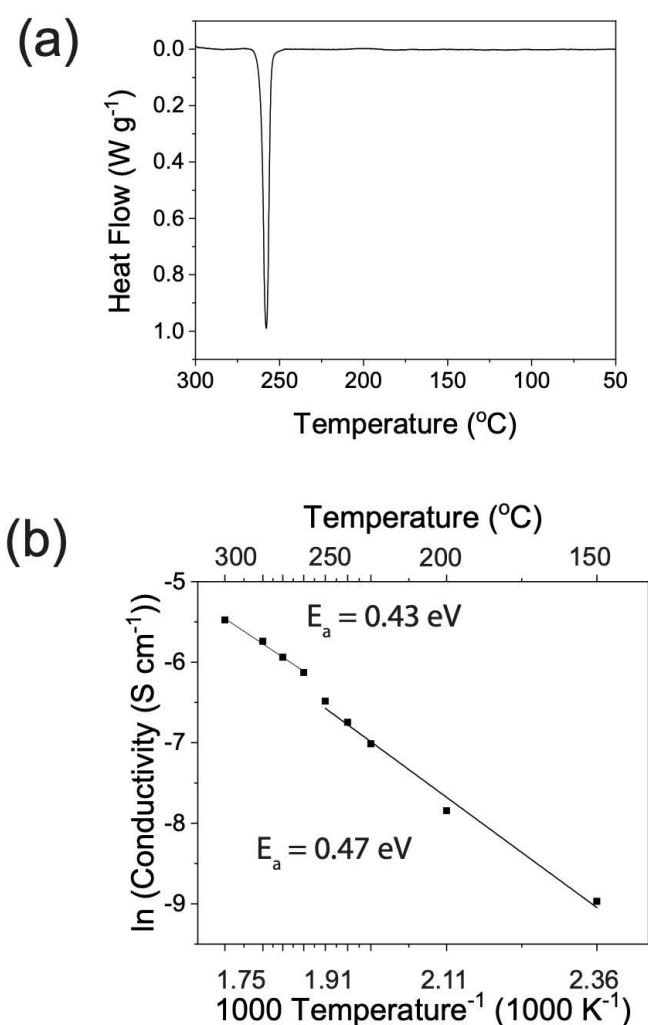 (a)
0.0
0.2
0.4
0.6
0.8
1.0
Heat Flow (W g⁻¹)
300 250 200 150 100 50
Temperature (°C)
(b)
Temperature (°C)
300 250 200 150
-5
-6
-7
-8
-9
ln (Conductivity (S cm⁻¹))
Eₐ = 0.43 eV
Eₐ = 0.47 eV
1.75 1.91 2.11 2.36
1000 Temperature⁻¹ (1000 K⁻¹)